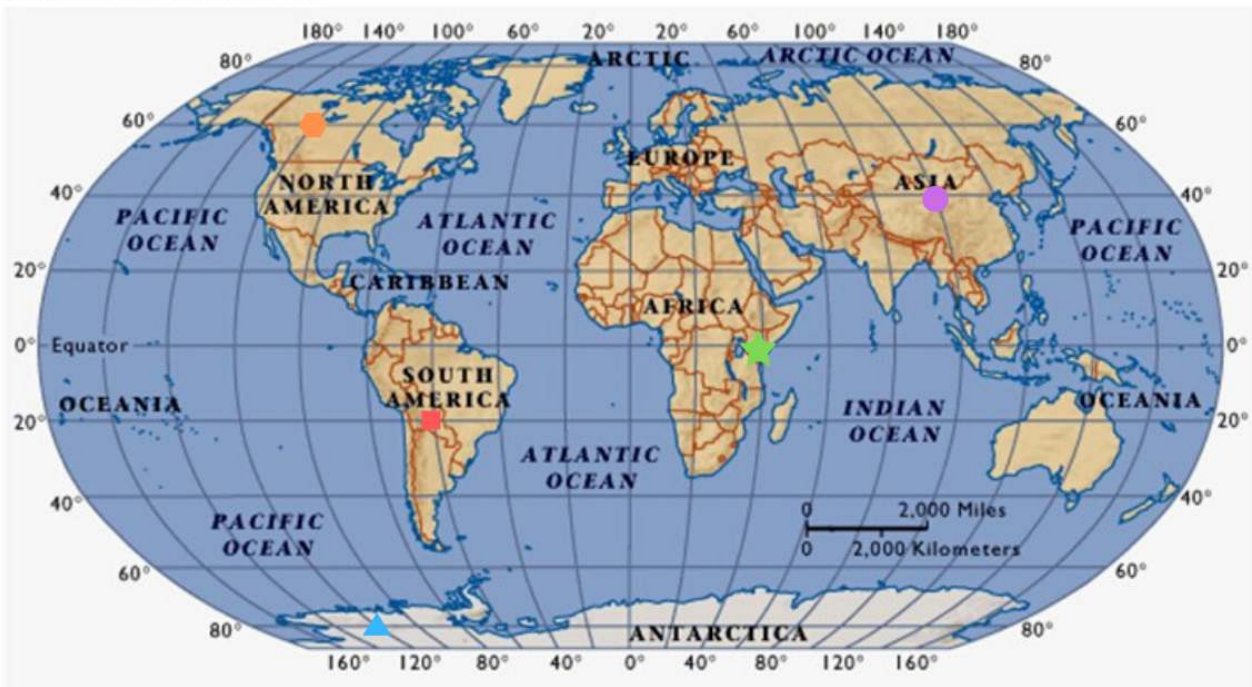 180° 140° 100° 60° 20° 20° 60° 100° 140° 180°
80° ARCTIC ARCTIC OCEAN 80°
60° 60°
EUROPE
40° NORTH AMERICA ASIA 40°
PACIFIC OCEAN
ATLANTIC OCEAN
PACIFIC OCEAN
20° CARIBBEAN 20°
AFRICA
0° Equator 0°
SOUTH AMERICA
OCEANIA OCEANIA
INDIAN OCEAN
20° 20°
ATLANTIC OCEAN
40° 40°
0 2,000 Miles
0 2,000 Kilometers
PACIFIC OCEAN
60° 60°
80° ANTARCTICA 80°
160° 120° 80° 40° 0° 40° 80° 120° 160°